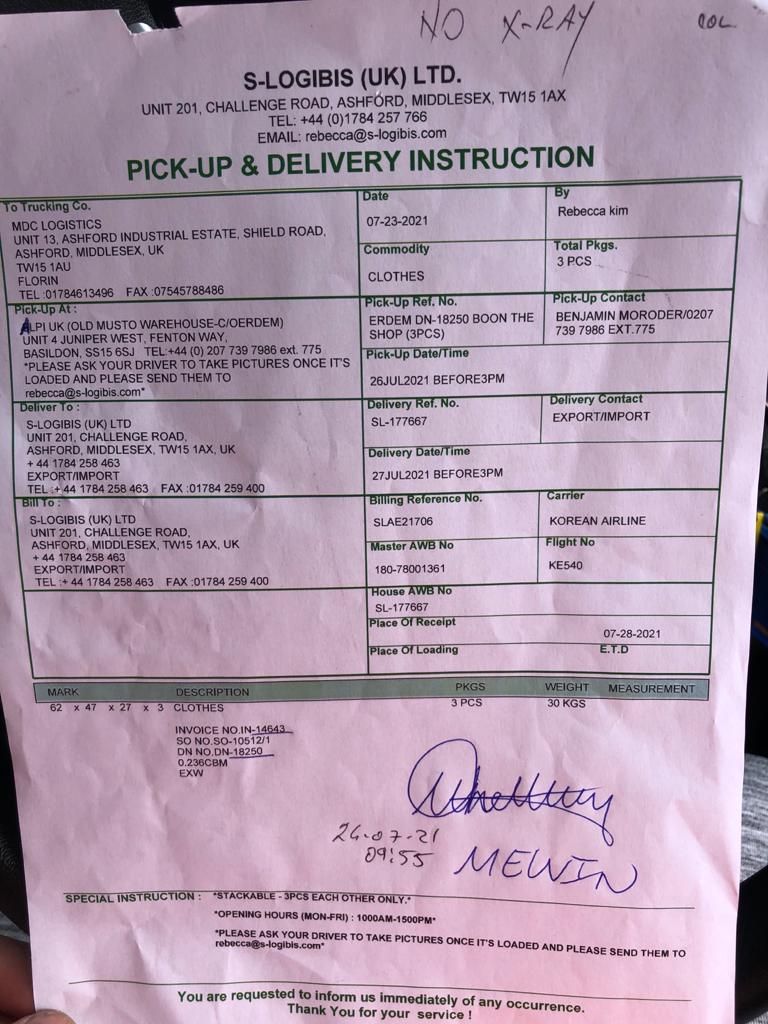 NO X-RAY
COL
S-LOGIBIS (UK) LTD.
UNIT 201, CHALLENGE ROAD, ASHFORD, MIDDLESEX, TW15 1AX
TEL: +44 (0)1784 257 766
EMAIL: rebecca@s-logibis.com
PICK-UP & DELIVERY INSTRUCTION
To Trucking Co.
MDC LOGISTICS
UNIT 13, ASHFORD INDUSTRIAL ESTATE, SHIELD ROAD,
ASHFORD, MIDDLESEX, UK
TW15 1AU
FLORIN
TEL :01784613496 FAX :07545788486
Date
07-23-2021
By
Rebecca kim
Commodity
CLOTHES
Total Pkgs.
3 PCS
Pick-Up At :
ALPI UK (OLD MUSTO WAREHOUSE-C/OERDEM)
UNIT 4 JUNIPER WEST, FENTON WAY,
BASILDON, SS15 6SJ TEL:+44 (0) 207 739 7986 ext. 775
*PLEASE ASK YOUR DRIVER TO TAKE PICTURES ONCE IT'S
LOADED AND PLEASE SEND THEM TO
rebecca@s-logibis.com*
Pick-Up Ref. No.
ERDEM DN-18250 BOON THE
SHOP (3PCS)
Pick-Up Contact
BENJAMIN MORODER/0207
739 7986 EXT.775
Pick-Up Date/Time
26JUL2021 BEFORE3PM
Deliver To :
S-LOGIBIS (UK) LTD
UNIT 201, CHALLENGE ROAD,
ASHFORD, MIDDLESEX, TW15 1AX, UK
+ 44 1784 258 463
EXPORT/IMPORT
TEL :+ 44 1784 258 463 FAX :01784 259 400
Delivery Ref. No.
SL-177667
Delivery Contact
EXPORT/IMPORT
Delivery Date/Time
27JUL2021 BEFORE3PM
Bill To :
S-LOGIBIS (UK) LTD
UNIT 201, CHALLENGE ROAD,
ASHFORD, MIDDLESEX, TW15 1AX, UK
+ 44 1784 258 463
EXPORT/IMPORT
TEL :+ 44 1784 258 463 FAX :01784 259 400
Billing Reference No.
SLAE21706
Carrier
KOREAN AIRLINE
Master AWB No
180-78001361
Flight No
KE540
House AWB No
SL-177667
Place Of Receipt
07-28-2021
Place Of Loading
E.T.D
MARK DESCRIPTION PKGS WEIGHT MEASUREMENT
62 x 47 x 27 x 3 CLOTHES 3 PCS 30 KGS
INVOICE NO.IN-14643
SO NO.SO-10512/1
DN NO.DN-18250
0.236CBM
EXW
26-07-21
09:55
MEWIN
SPECIAL INSTRUCTION : *STACKABLE - 3PCS EACH OTHER ONLY.*
*OPENING HOURS (MON-FRI) : 1000AM-1500PM*
*PLEASE ASK YOUR DRIVER TO TAKE PICTURES ONCE IT'S LOADED AND PLEASE SEND THEM TO
rebecca@s-logibis.com*
You are requested to inform us immediately of any occurrence.
Thank You for your service !